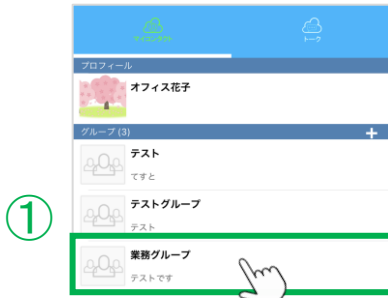 マイコンタクト
トーク
プロフィール
オフィス花子
グループ (3)
テスト
てすと
テストグループ
テスト
①
業務グループ
テストです